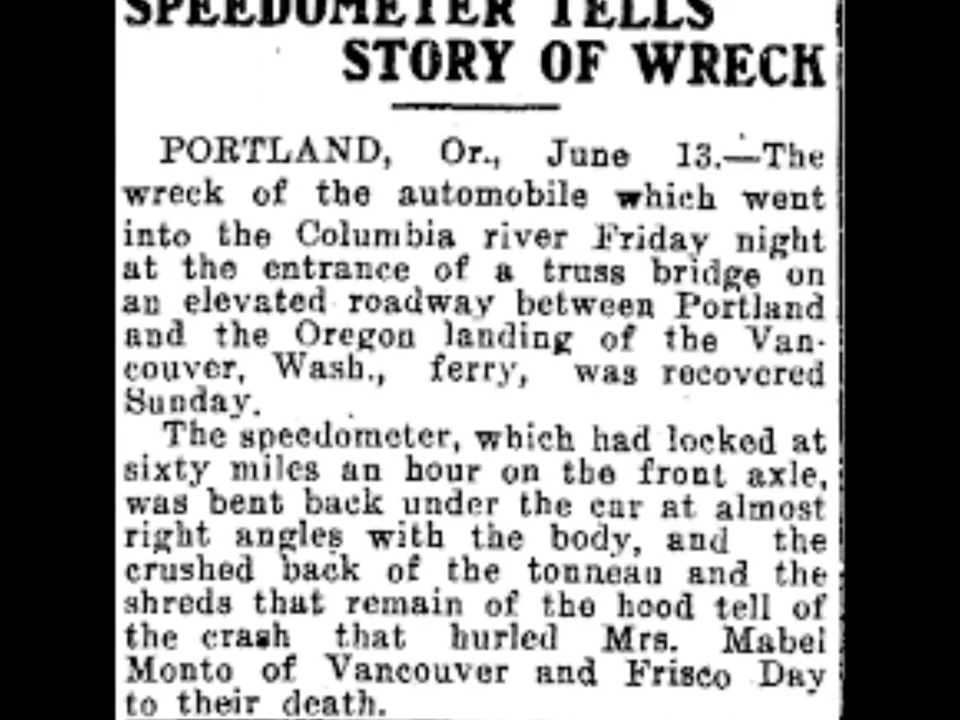 SPEEDOMETER TELLS
STORY OF WRECK
PORTLAND, Or., June 13.—The
wreck of the automobile which went
into the Columbia river Friday night
at the entrance of a truss bridge on
an elevated roadway between Portland
and the Oregon landing of the Van-
couver, Wash., ferry, was recovered
Sunday.
The speedometer, which had locked at
sixty miles an hour on the front axle,
was bent back under the car at almost
right angles with the body, and the
crushed back of the tonneau and the
shreds that remain of the hood tell of
the crash that hurled Mrs. Mabel
Monto of Vancouver and Frisco Day
to their death.